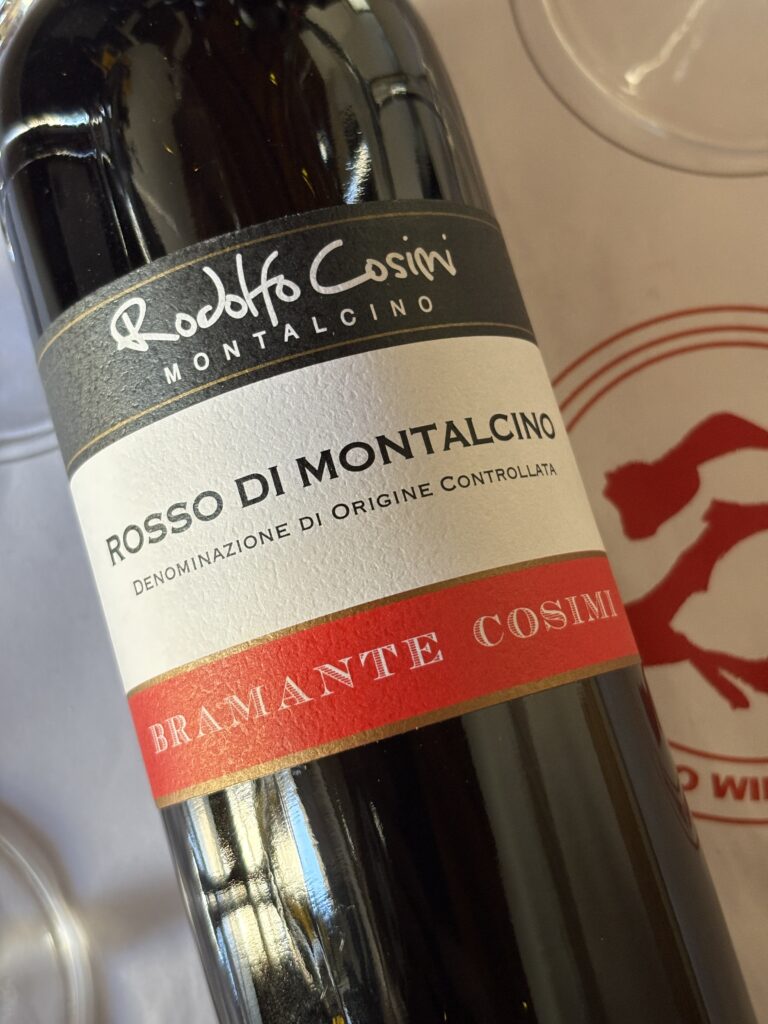 Rodolfo Cosimi
MONTALCINO
ROSSO DI MONTALCINO
DENOMINAZIONE DI ORIGINE CONTROLLATA
BRAMANTE COSIMI